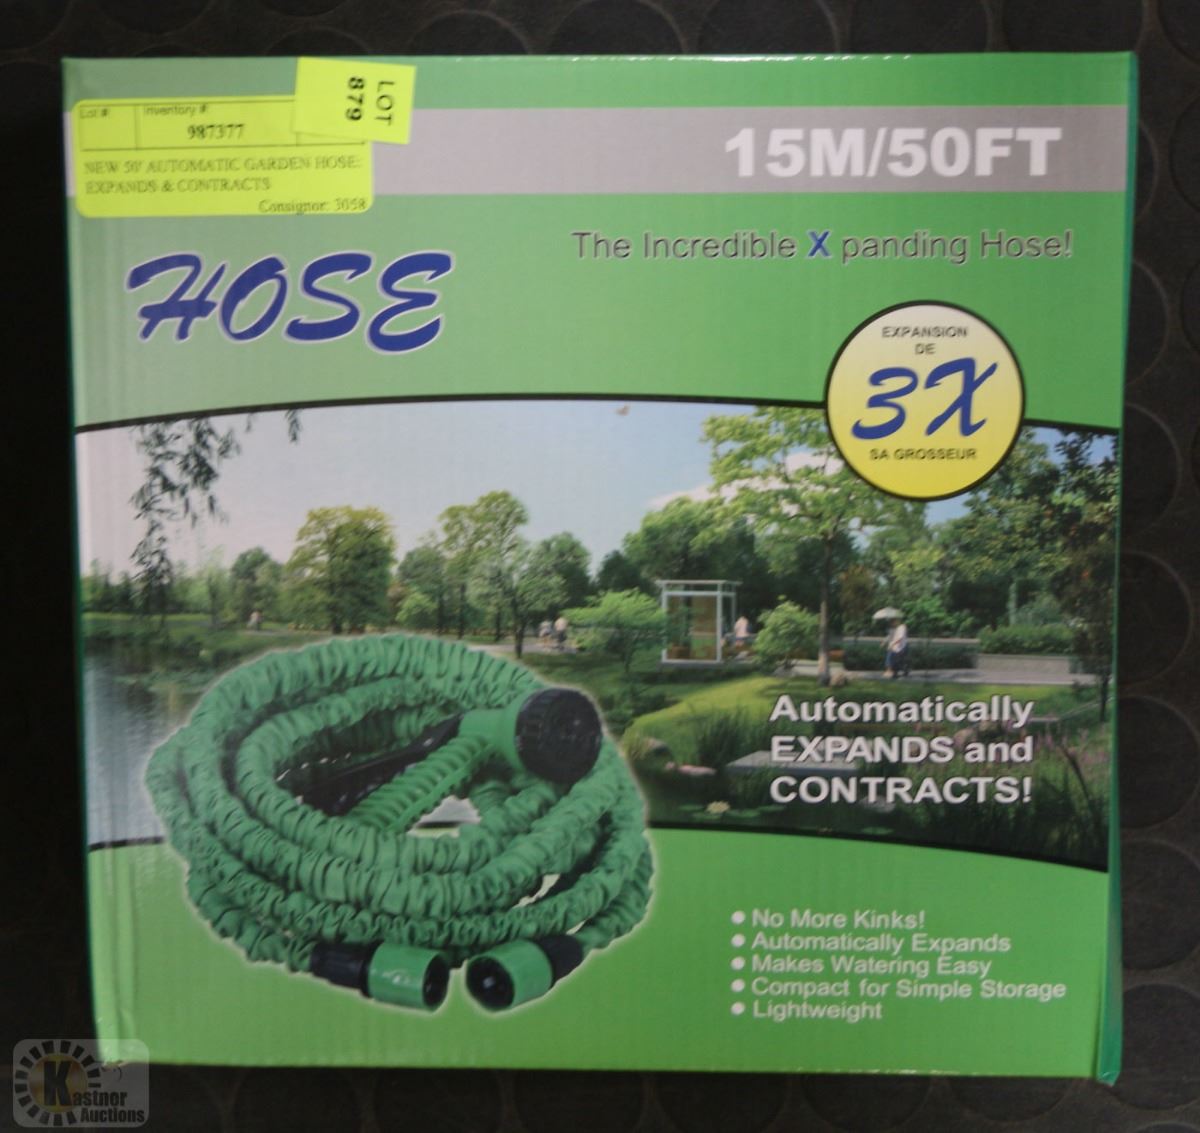 Lot #:
Inventory #:
987377
LOT
879
NEW 50' AUTOMATIC GARDEN HOSE:
EXPANDS & CONTRACTS
Consignor: 3058
15M/50FT
The Incredible X panding Hose!
HOSE
EXPANSION
DE
3X
SA GROSSEUR
Automatically
EXPANDS and
CONTRACTS!
• No More Kinks!
• Automatically Expands
• Makes Watering Easy
• Compact for Simple Storage
• Lightweight
Kastner
Auctions